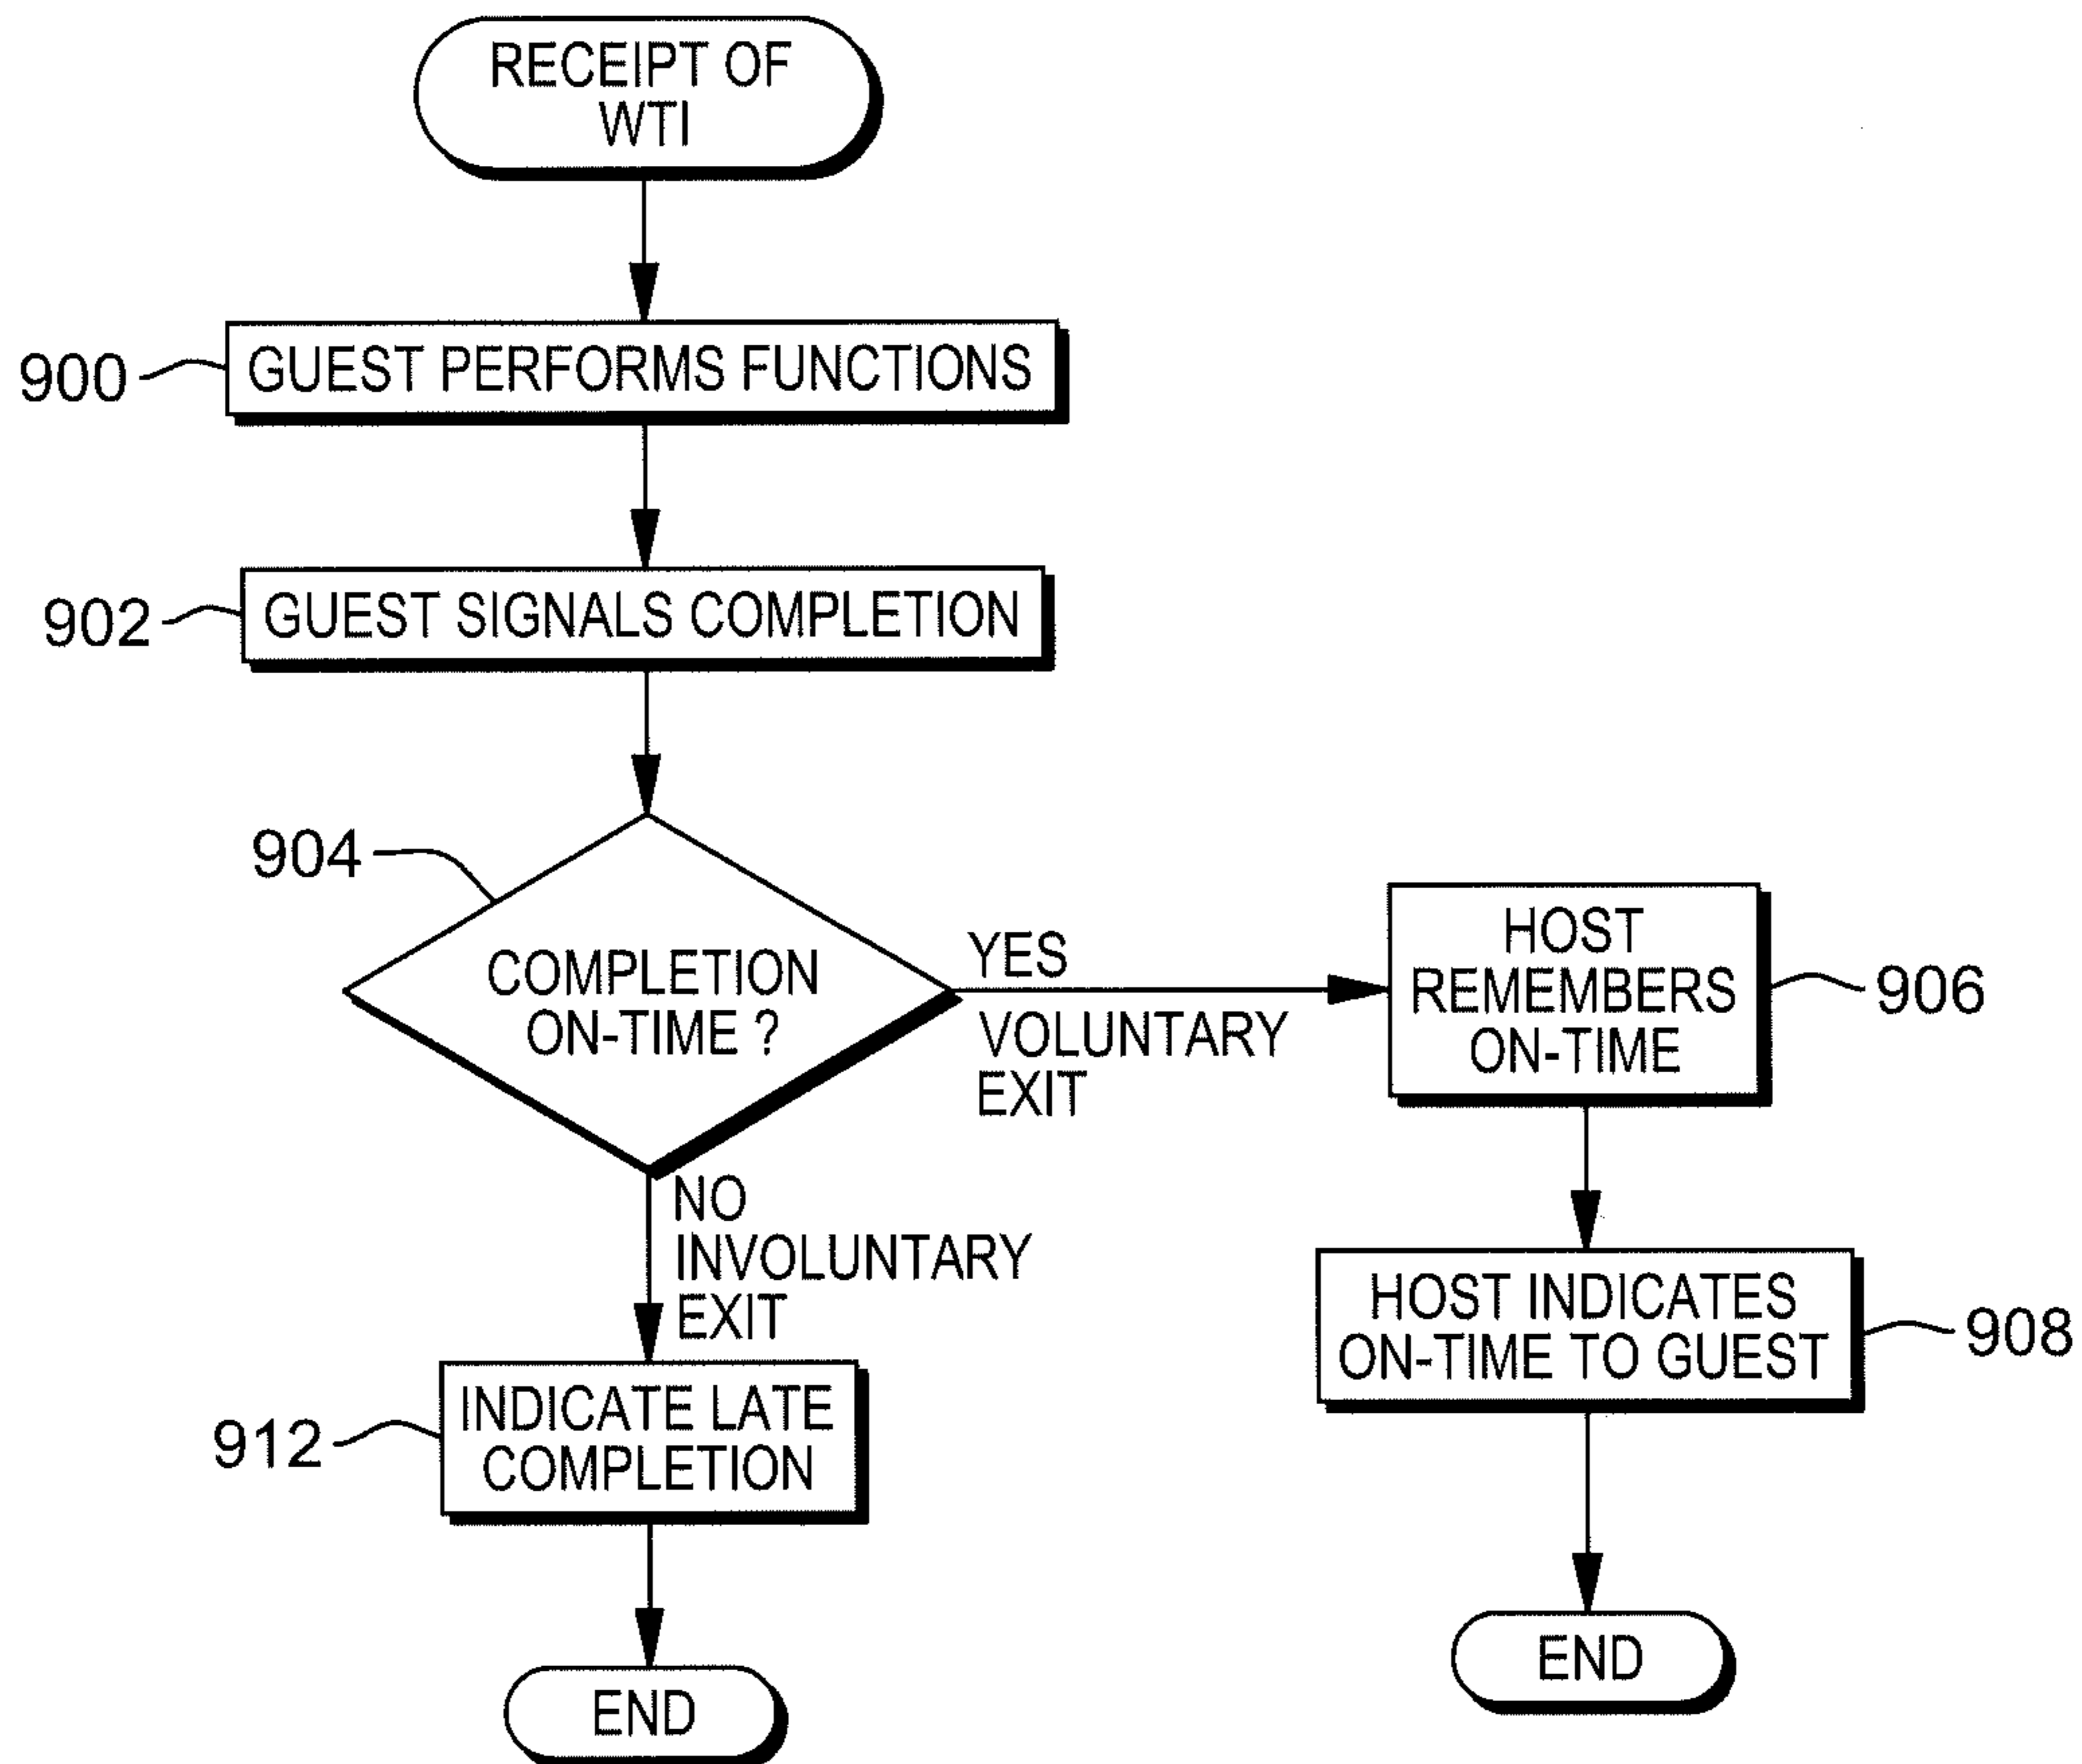 RECEIPT OF
WTI
900
GUEST PERFORMS FUNCTIONS
902
GUEST SIGNALS COMPLETION
904
COMPLETION
ON-TIME ?
YES
VOLUNTARY
EXIT
HOST
REMEMBERS
ON-TIME
906
NO
INVOLUNTARY
EXIT
HOST INDICATES
ON-TIME TO GUEST
908
912
INDICATE LATE
COMPLETION
END
END